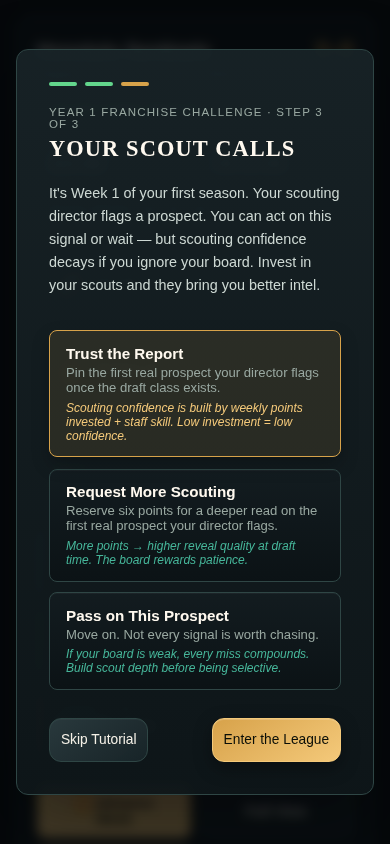 YEAR 1 FRANCHISE CHALLENGE · STEP 3
OF 3
YOUR SCOUT CALLS
It's Week 1 of your first season. Your scouting
director flags a prospect. You can act on this
signal or wait — but scouting confidence
decays if you ignore your board. Invest in
your scouts and they bring you better intel.
Trust the Report
Pin the first real prospect your director flags
once the draft class exists.
Scouting confidence is built by weekly points
invested + staff skill. Low investment = low
confidence.
Request More Scouting
Reserve six points for a deeper read on the
first real prospect your director flags.
More points → higher reveal quality at draft
time. The board rewards patience.
Pass on This Prospect
Move on. Not every signal is worth chasing.
If your board is weak, every miss compounds.
Build scout depth before being selective.
Skip Tutorial
Enter the League